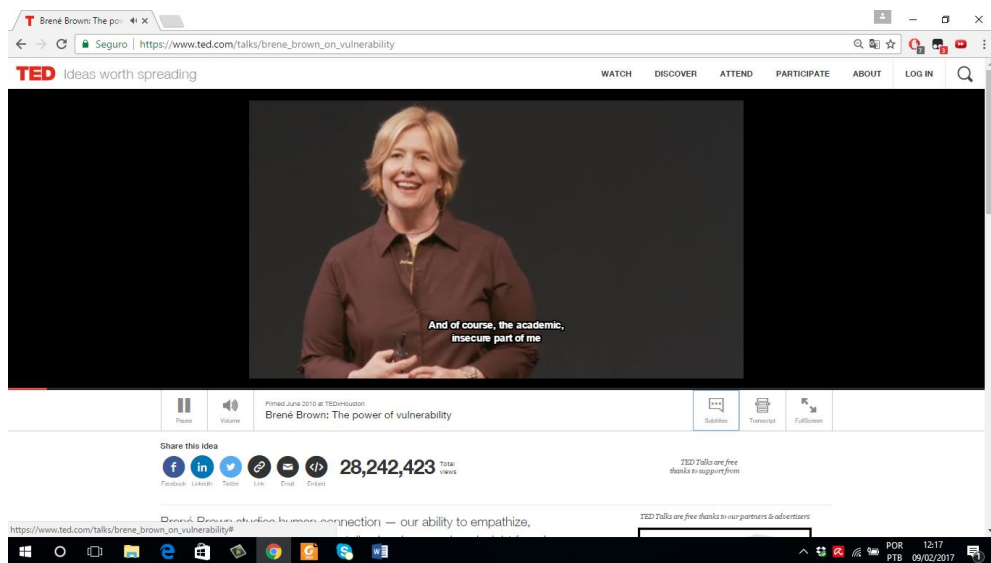 Brené Brown: The po
Seguro | https://www.ted.com/talks/brene_brown_on_vulnerability
7
3
TED Ideas worth spreading
WATCH DISCOVER ATTEND PARTICIPATE ABOUT LOG IN
And of course, the academic,
insecure part of me
Filmed June 2010 at TEDxHouston
Brené Brown: The power of vulnerability
Pause Volume Subtitles Transcript FullScreen
Share this idea
28,242,423 Total views
Facebook LinkedIn Twitter Link Email Embed
TED Talks are free
thanks to support from
TED Talks are free thanks to our partners & advertisers
Brené Brown studies human connection — our ability to empathize,
https://www.ted.com/talks/brene_brown_on_vulnerability#
POR 12:17
PTB 09/02/2017